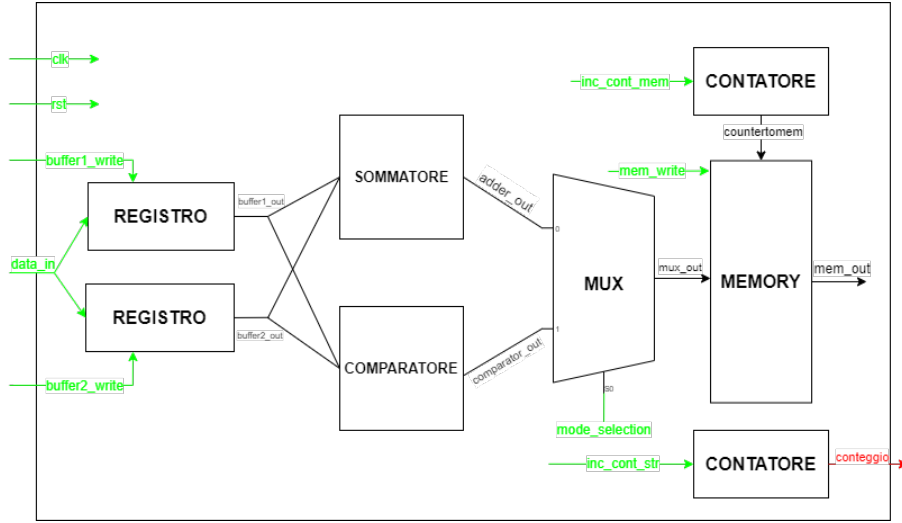 clk
rst
buffer1_write
REGISTRO
buffer1_out
data_in
REGISTRO
buffer2_out
buffer2_write
SOMMATORE
COMPARATORE
adder_out
comparator_out
0
1
MUX
S0
mode_selection
mux_out
inc_cont_mem
CONTATORE
countertomem
mem_write
MEMORY
mem_out
inc_cont_str
CONTATORE
conteggio